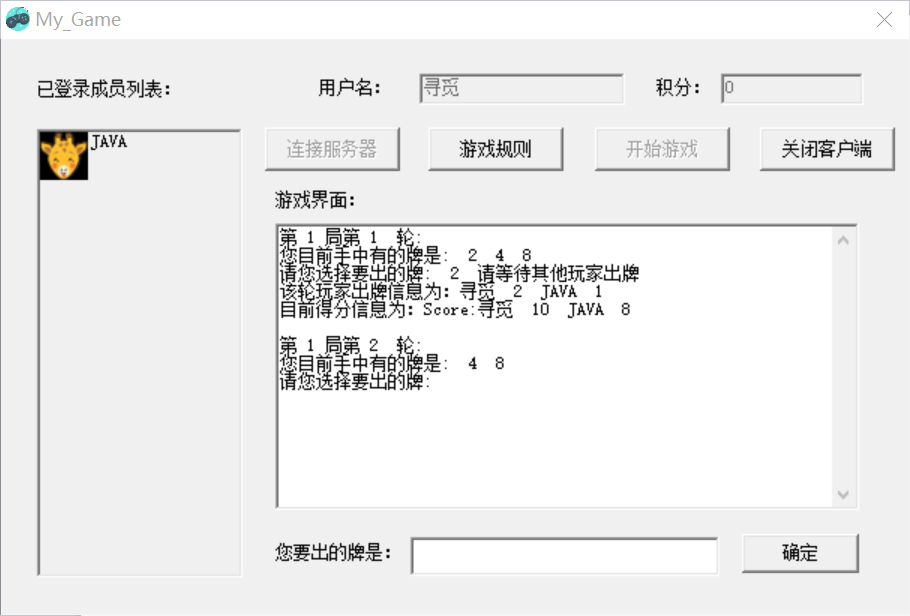 My_Game
已登录成员列表：
用户名：
寻觅
积分：
0
JAVA
连接服务器
游戏规则
开始游戏
关闭客户端
游戏界面：
第 1 局第 1 轮:
您目前手中有的牌是: 2 4 8
请您选择要出的牌: 2 请等待其他玩家出牌
该轮玩家出牌信息为：寻觅 2 JAVA 1
目前得分信息为：Score:寻觅 10 JAVA 8
第 1 局第 2 轮:
您目前手中有的牌是: 4 8
请您选择要出的牌:
您要出的牌是：
确定